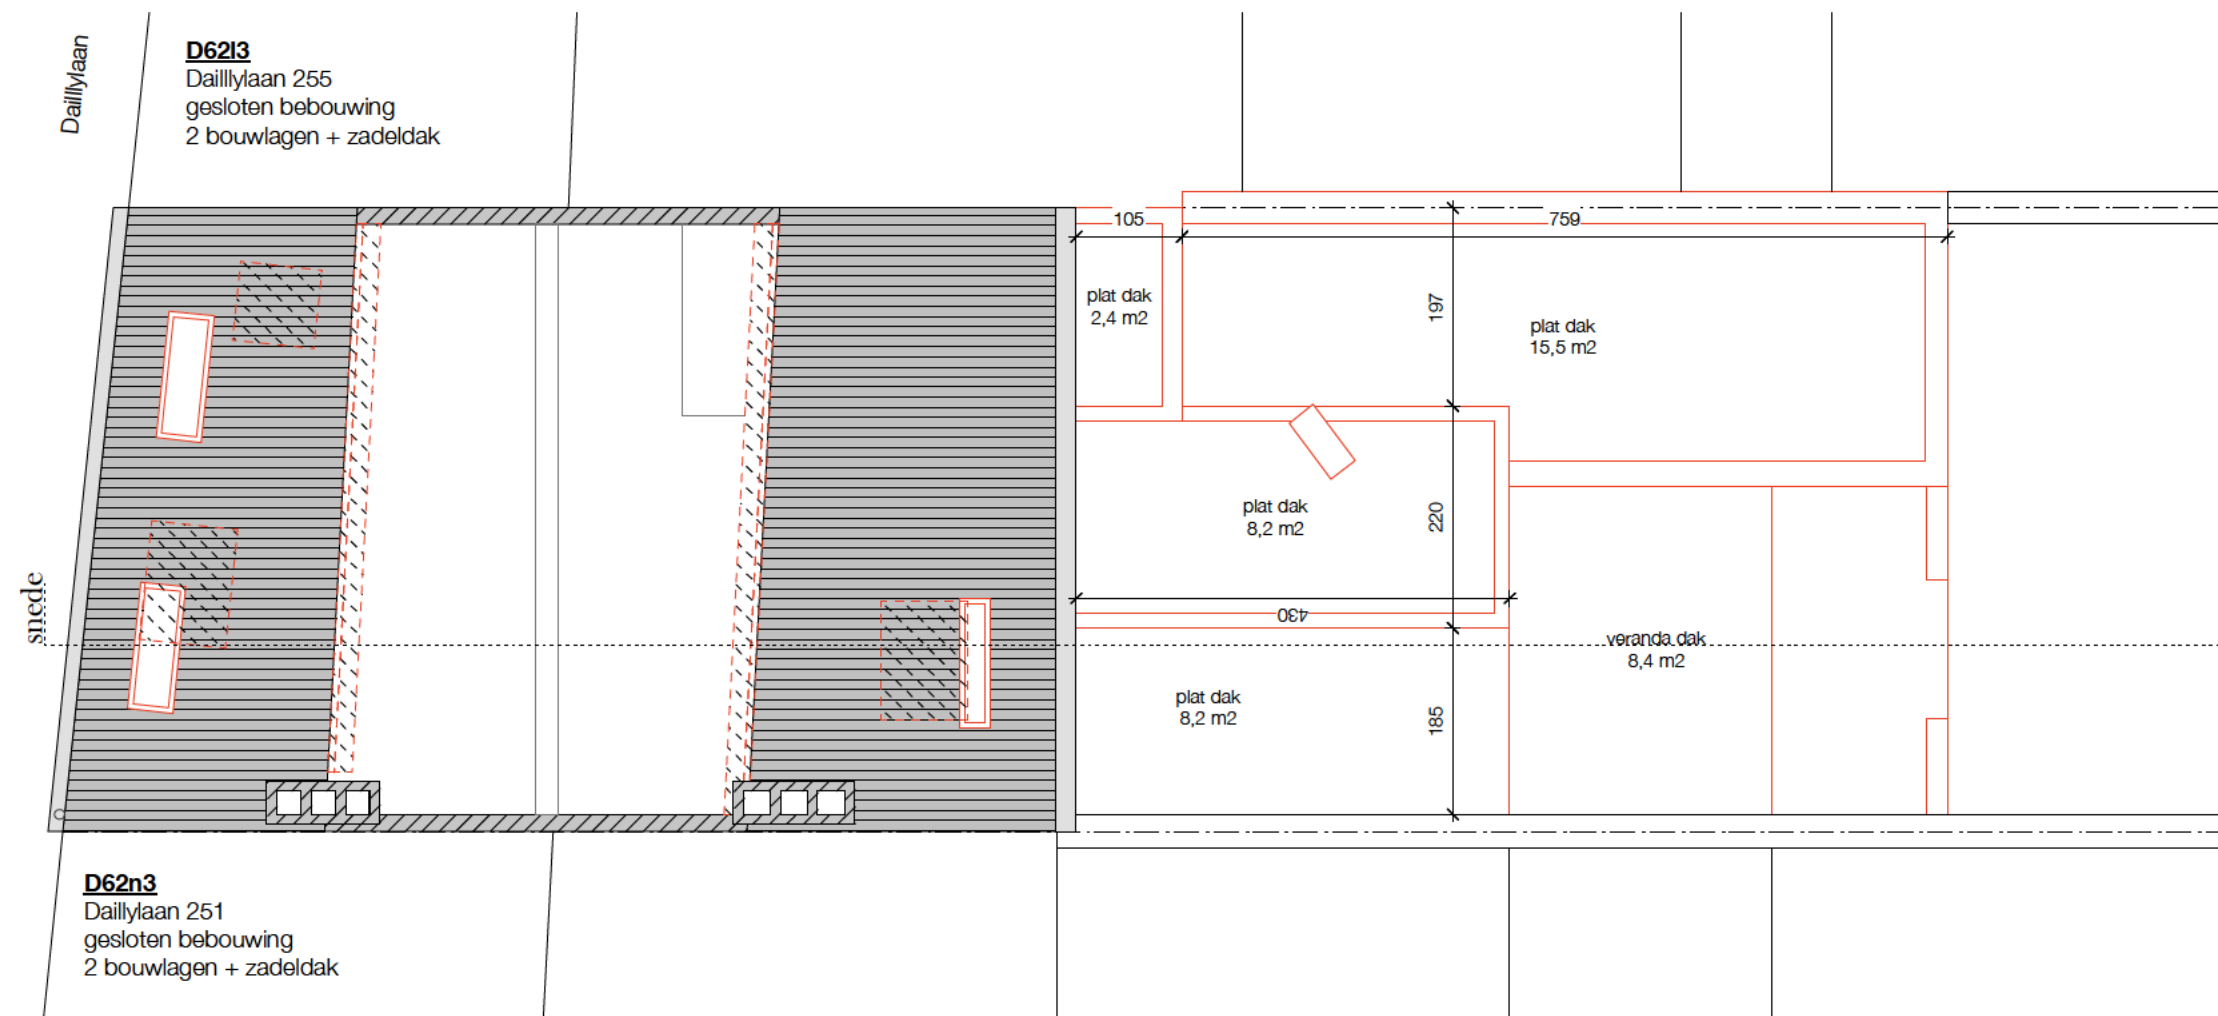 Dailllylaan
D62l3
Dailllylaan 255
gesloten bebouwing
2 bouwlagen + zadeldak
105
759
plat dak
2,4 m2
197
plat dak
15,5 m2
plat dak
8,2 m2
220
430
snede
veranda dak
8,4 m2
plat dak
8,2 m2
185
D62n3
Daillylaan 251
gesloten bebouwing
2 bouwlagen + zadeldak